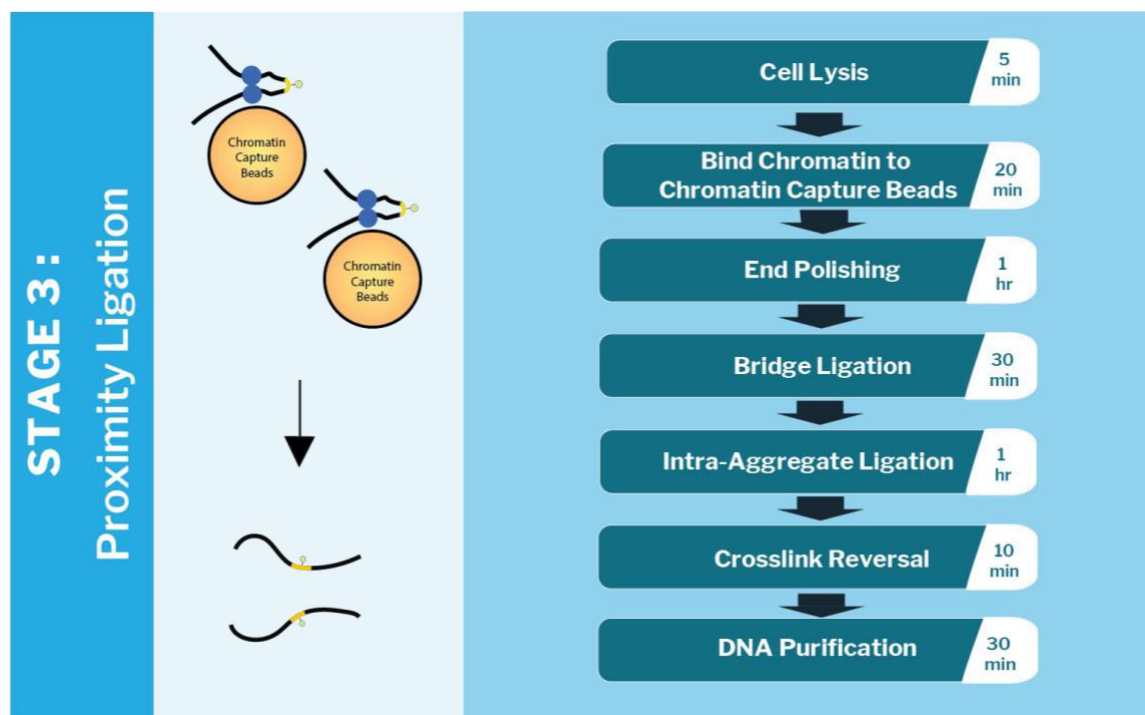 STAGE 3:
Proximity Ligation
Chromatin
Capture
Beads
Chromatin
Capture
Beads
Cell Lysis
5
min
Bind Chromatin to
Chromatin Capture Beads
20
min
End Polishing
1
hr
Bridge Ligation
30
min
Intra-Aggregate Ligation
1
hr
Crosslink Reversal
10
min
DNA Purification
30
min